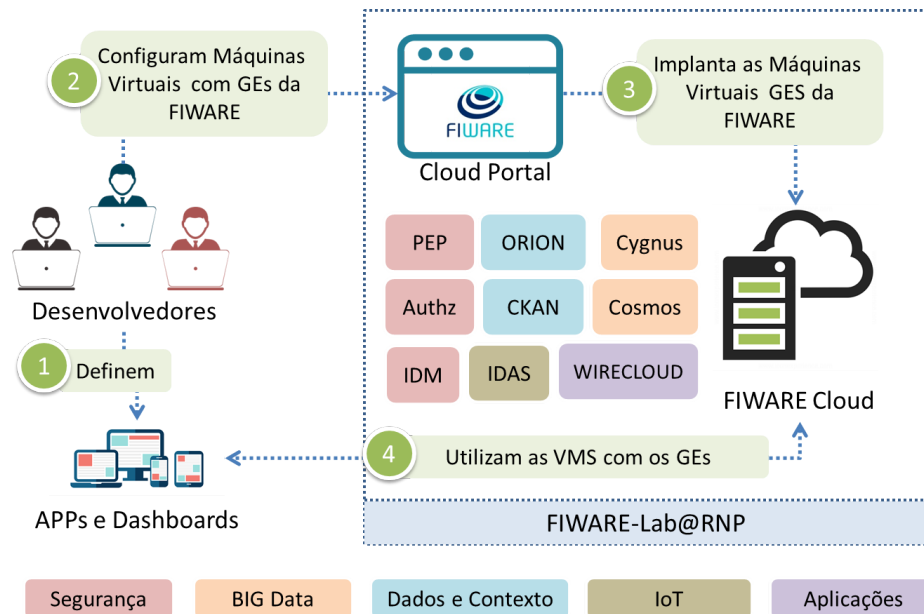 2
Configuram Máquinas
Virtuais com GEs da
FIWARE
FIWARE
Cloud Portal
3
Implanta as Máquinas
Virtuais GES da
FIWARE
Desenvolvedores
PEP
ORION
Cygnus
Authz
CKAN
Cosmos
IDM
IDAS
WIRECLOUD
FIWARE Cloud
1
Definem
4
Utilizam as VMS com os GEs
APPs e Dashboards
FIWARE-Lab@RNP
Segurança
BIG Data
Dados e Contexto
IoT
Aplicações